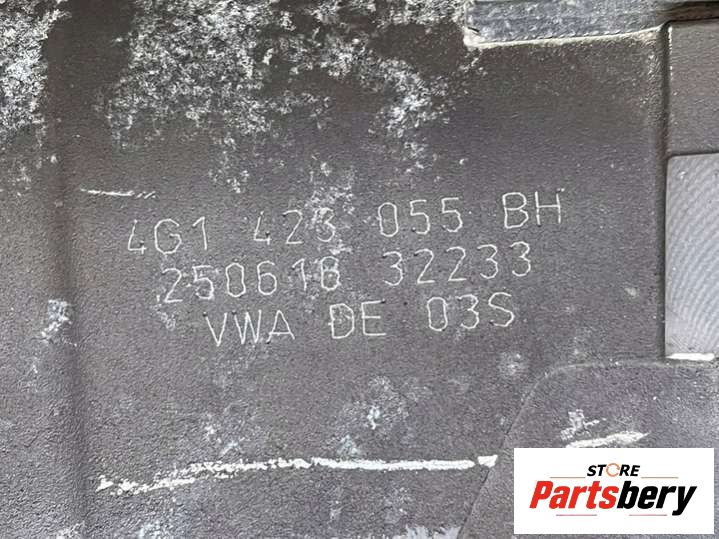 4G1 423 055 BH
250618 32233
VWA DE 03S
STORE
Partsbery